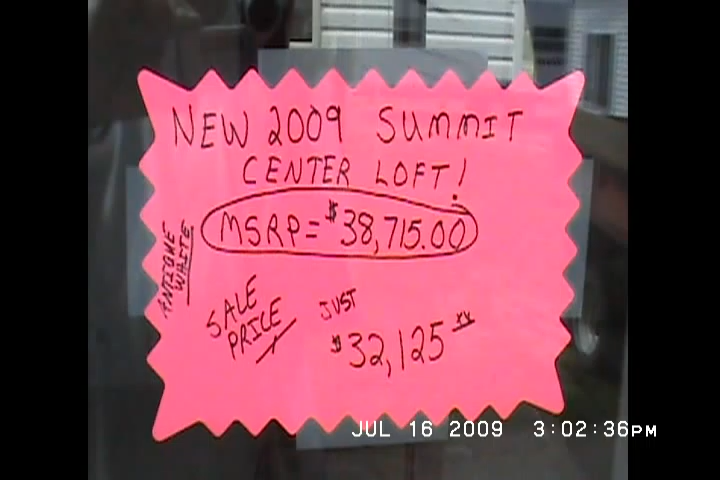 NEW 2009 SUMMIT
CENTER LOFT!
MSRP = $38,715.00
ANTIQUE
WHITE
SALE
PRICE
JUST
$32,125 xx
JUL 16 2009 3:02:36PM